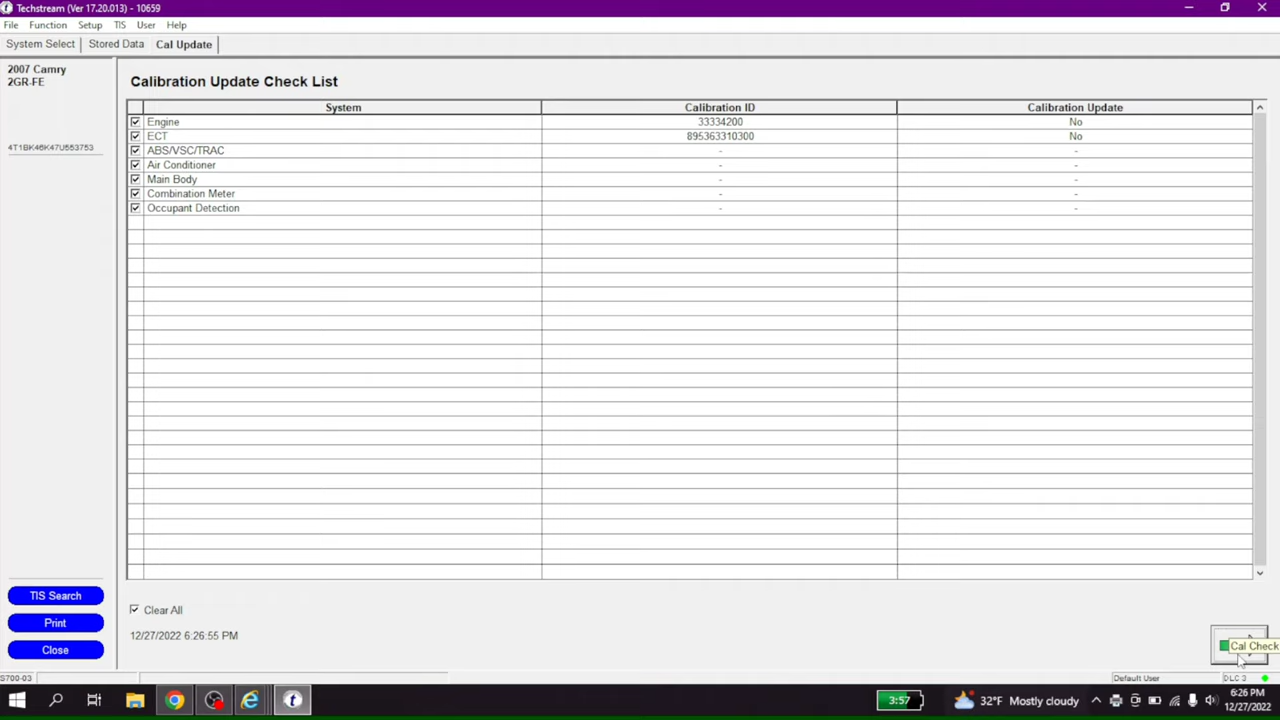 Techstream (Ver 17.20.013) - 10659
File Function Setup TIS User Help
System Select Stored Data Cal Update
2007 Camry
2GR-FE
4T1BK46K47U553753
Calibration Update Check List
System Calibration ID Calibration Update
Engine 33334200 No
ECT 895363310300 No
ABS/VSC/TRAC - -
Air Conditioner - -
Main Body - -
Combination Meter - -
Occupant Detection - -
TIS Search
Print
Close
Clear All
12/27/2022 6:26:55 PM
Cal Check
S700-03 Default User DLC 3
3:57 32°F Mostly cloudy 6:26 PM
12/27/2022